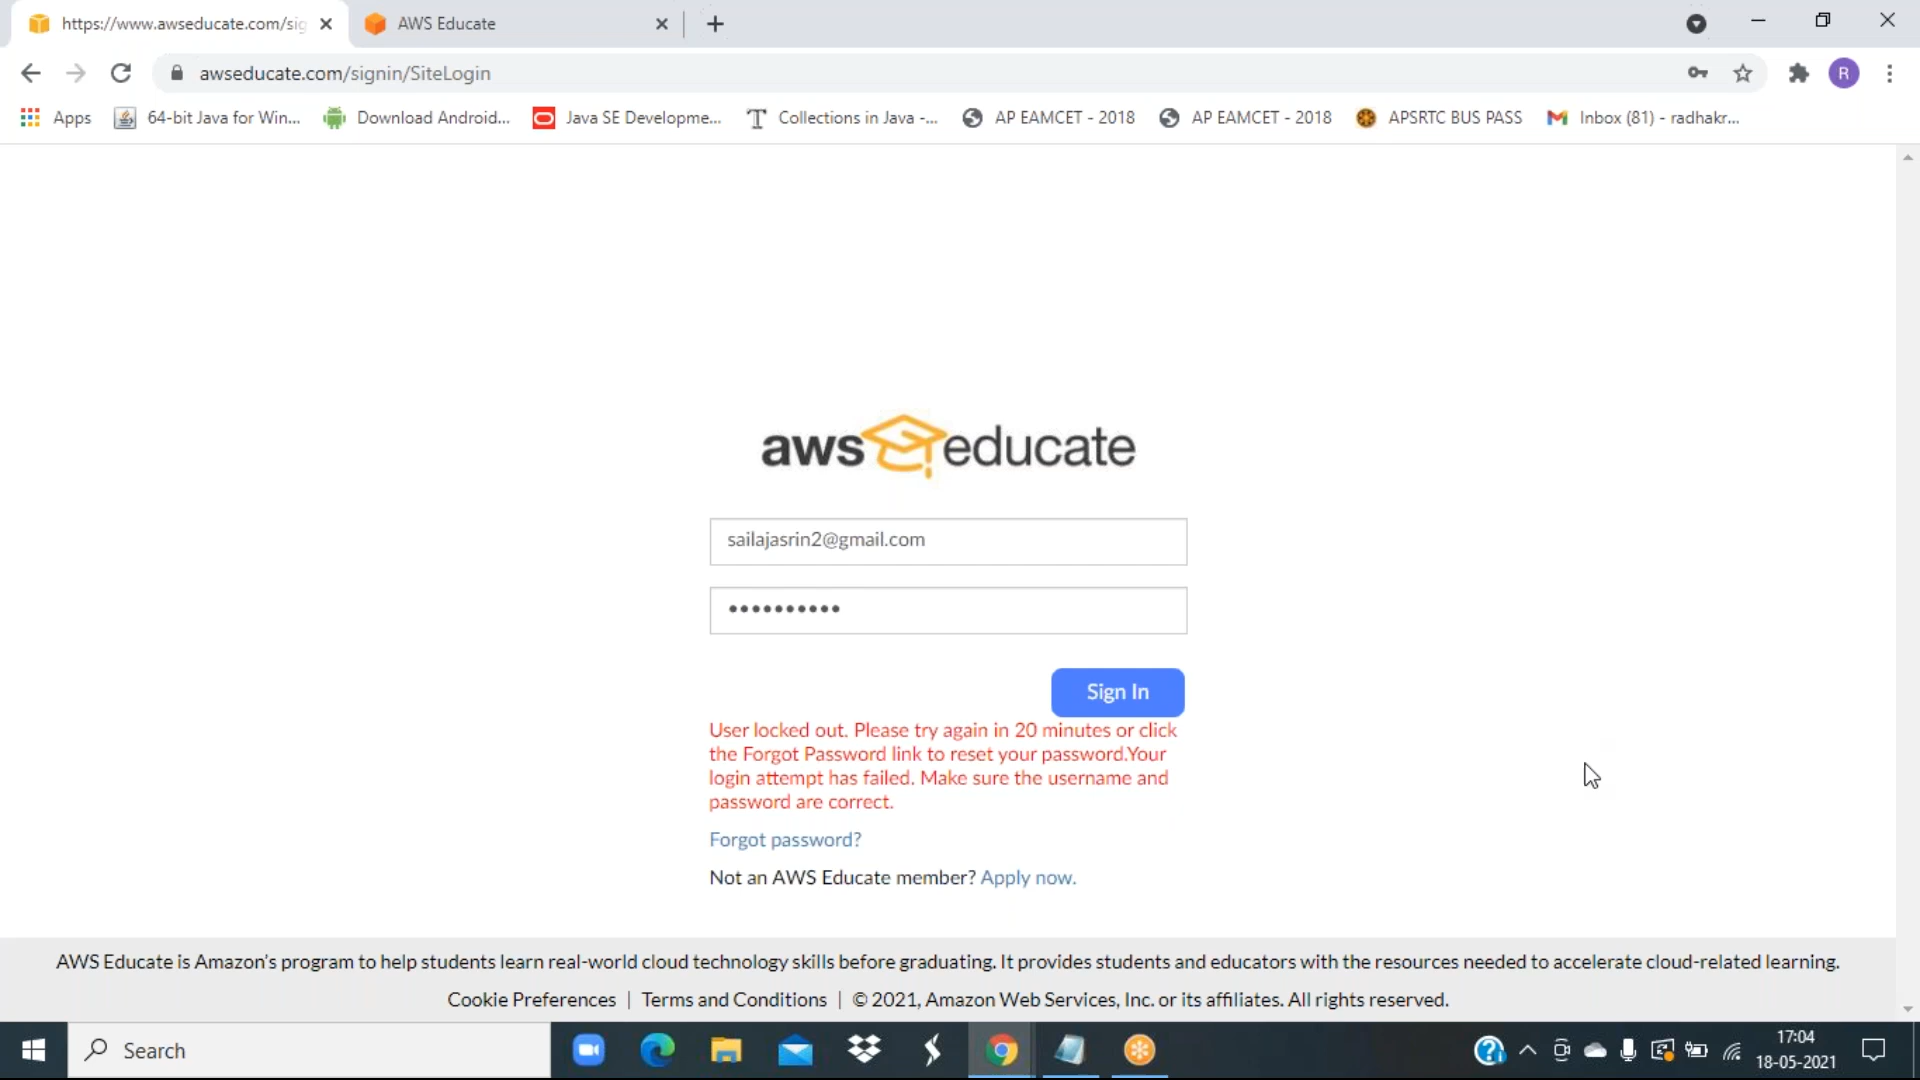 https://www.awseducate.com/sig
AWS Educate
awseducate.com/signin/SiteLogin
R
Apps
64-bit Java for Win...
Download Android...
Java SE Developme...
Collections in Java -...
AP EAMCET - 2018
AP EAMCET - 2018
APSRTC BUS PASS
Inbox (81) - radhakr...
aws educate
sailajasrin2@gmail.com
Sign In
User locked out. Please try again in 20 minutes or click
the Forgot Password link to reset your password.Your
login attempt has failed. Make sure the username and
password are correct.
Forgot password?
Not an AWS Educate member? Apply now.
AWS Educate is Amazon's program to help students learn real-world cloud technology skills before graduating. It provides students and educators with the resources needed to accelerate cloud-related learning.
Cookie Preferences | Terms and Conditions | © 2021, Amazon Web Services, Inc. or its affiliates. All rights reserved.
Search
17:04
18-05-2021